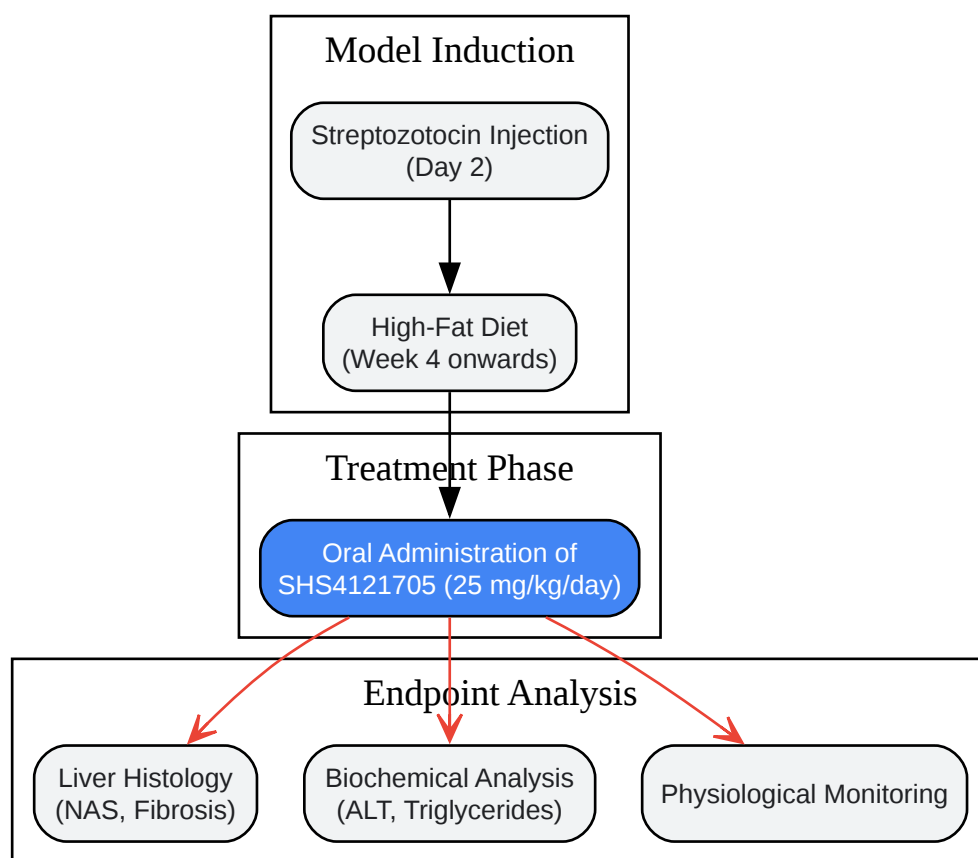 Model Induction
Streptozotocin Injection
(Day 2)
High-Fat Diet
(Week 4 onwards)
Treatment Phase
Oral Administration of
SHS4121705 (25 mg/kg/day)
Endpoint Analysis
Liver Histology
(NAS, Fibrosis)
Biochemical Analysis
(ALT, Triglycerides)
Physiological Monitoring